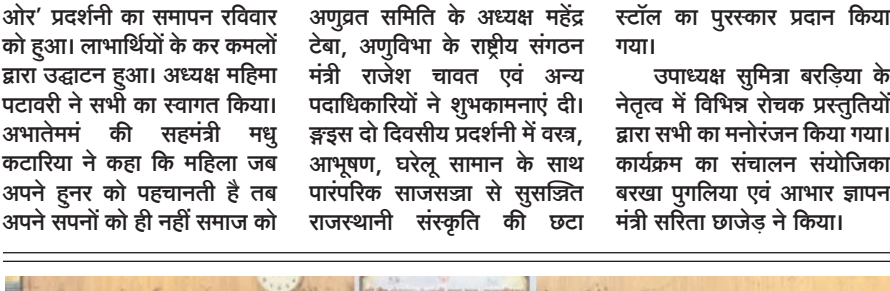 ओर’ प्रदर्शनी का समापन रविवार
को हुआ। लाभार्थियों के कर कमलों
द्वारा उद्घाटन हुआ। अध्यक्ष महिमा
पटावरी ने सभी का स्वागत किया।
अभातेममं की सहमंत्री मधु
कटारिया ने कहा कि महिला जब
अपने हुनर को पहचानती है तब
अपने सपनों को ही नहीं समाज को
अणुव्रत समिति के अध्यक्ष महेंद्र
टेबा, अणुविभा के राष्ट्रीय संगठन
मंत्री राजेश चावत एवं अन्य
पदाधिकारियों ने शुभकामनाएं दी।
ङ्गइस दो दिवसीय प्रदर्शनी में वस्त्र,
आभूषण, घरेलू सामान के साथ
पारंपरिक साजसज्जा से सुसज्जित
राजस्थानी संस्कृति की छटा
स्टॉल का पुरस्कार प्रदान किया
गया।
उपाध्यक्ष सुमित्रा बरड़िया के
नेतृत्व में विभिन्न रोचक प्रस्तुतियों
द्वारा सभी का मनोरंजन किया गया।
कार्यक्रम का संचालन संयोजिका
बरखा पुगलिया एवं आभार ज्ञापन
मंत्री सरिता छाजेड़ ने किया।